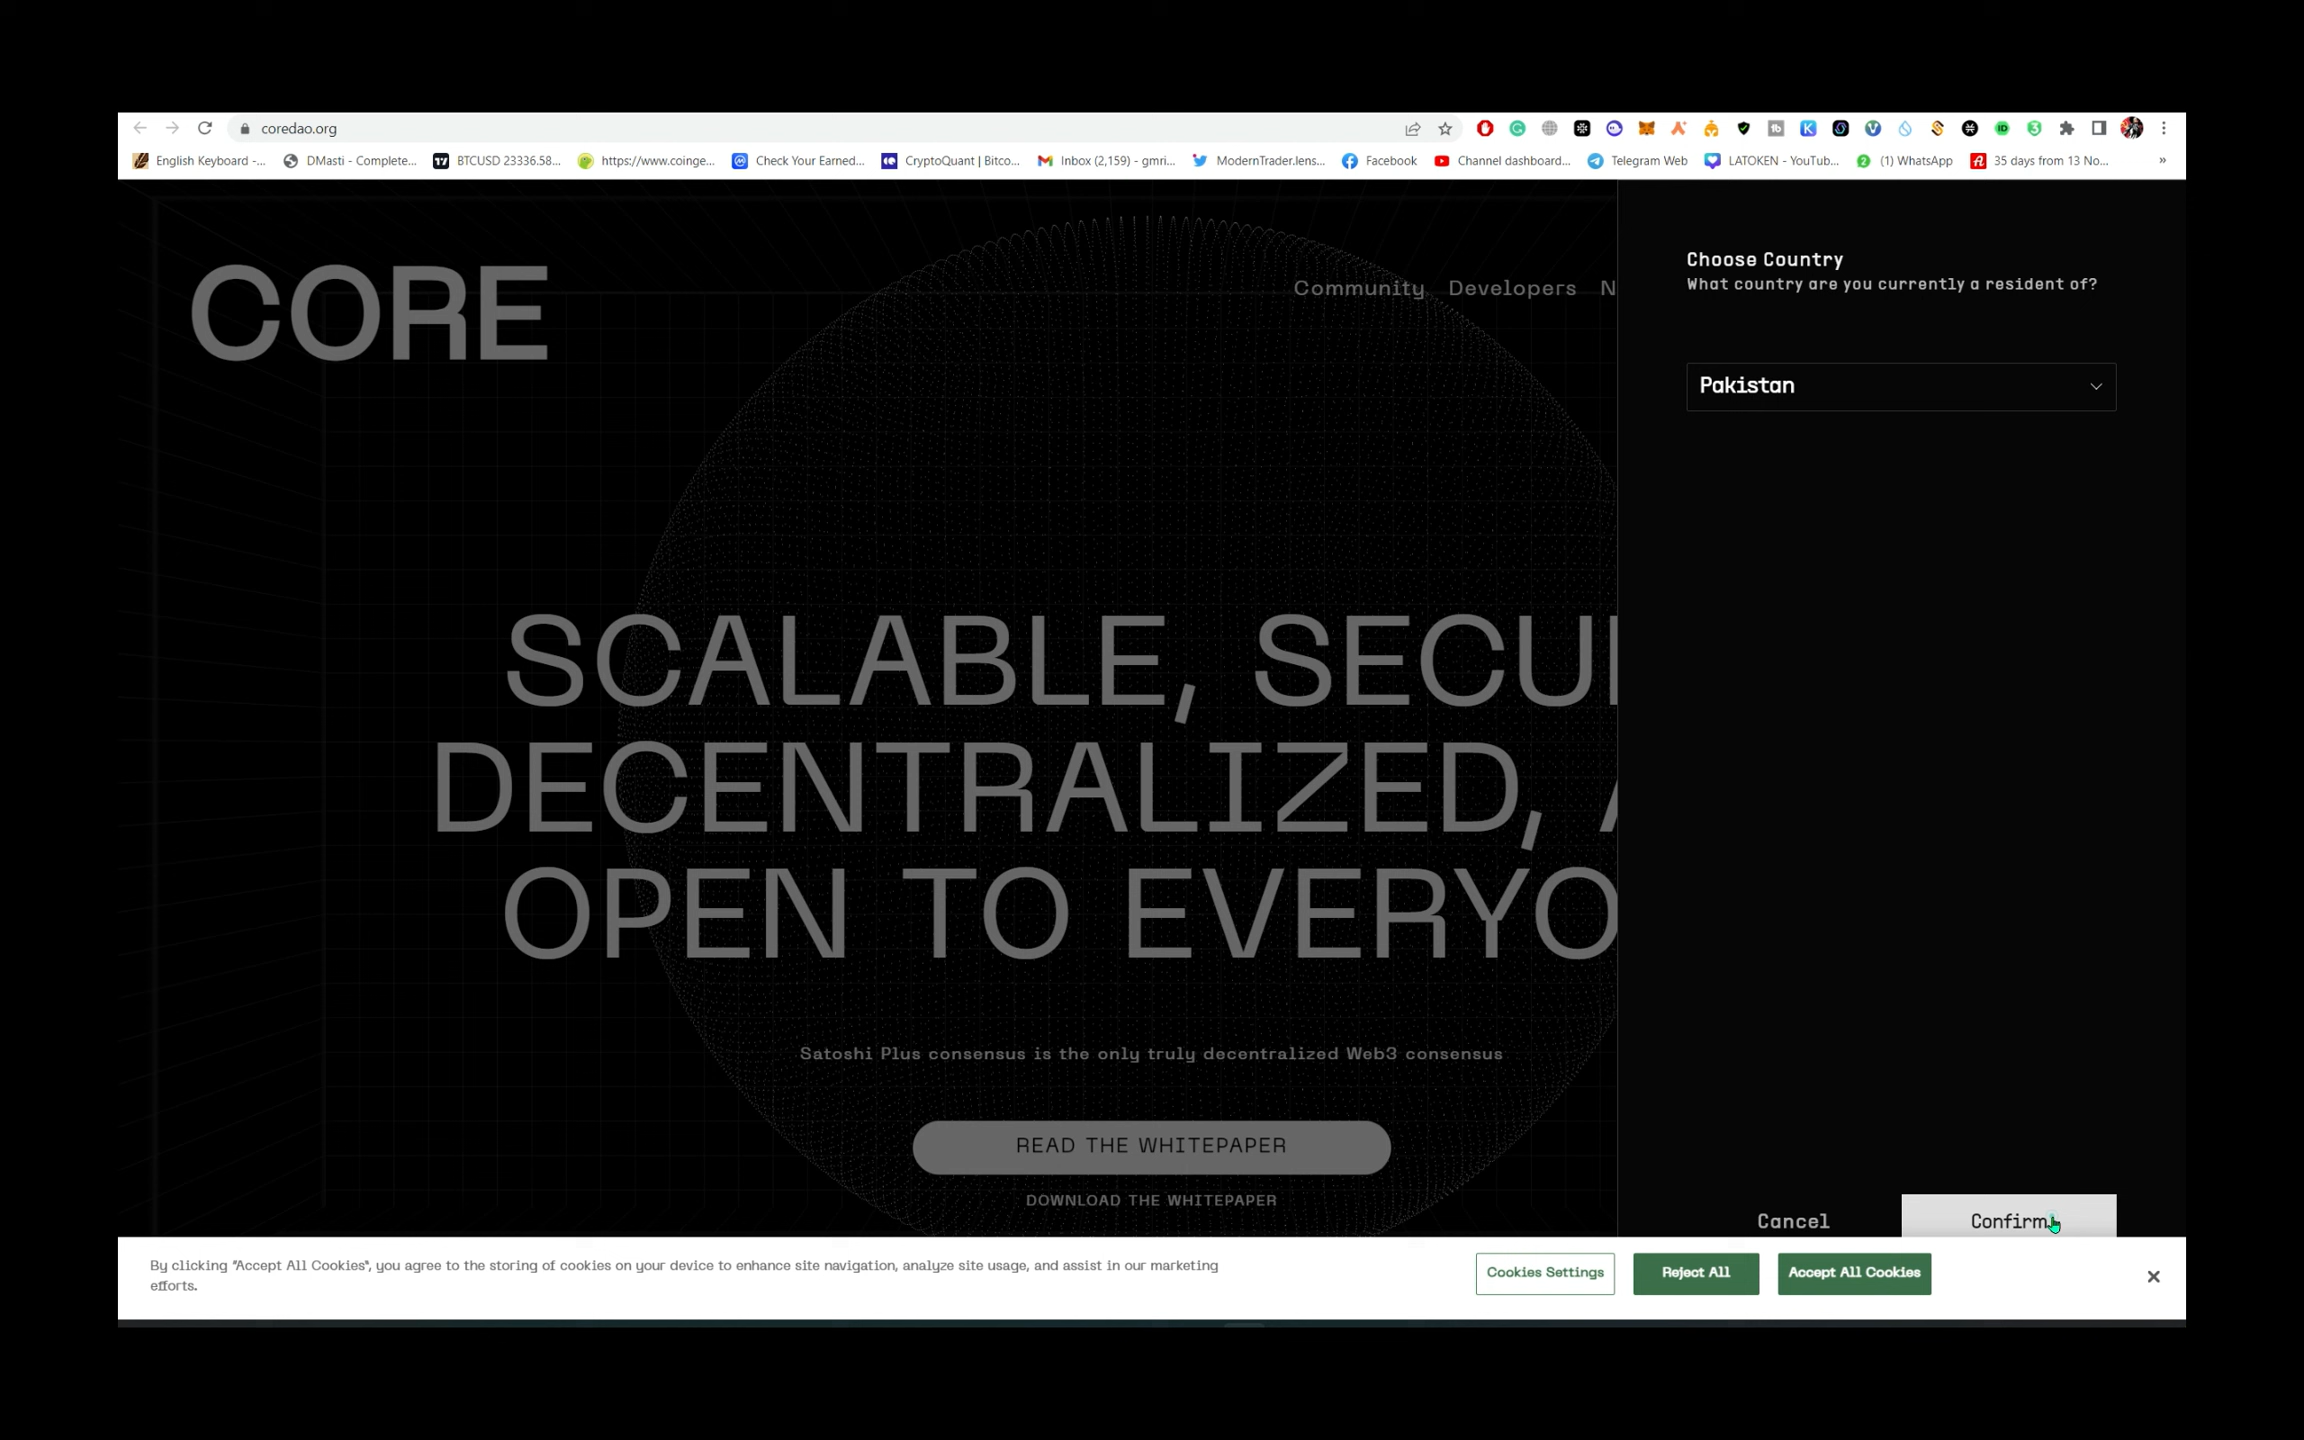 coredao.org
English Keyboard -...
DMasti - Complete...
BTCUSD 23336.58...
https://www.coinge...
Check Your Earned...
CryptoQuant | Bitco...
Inbox (2,159) - gmri...
ModernTrader.lens...
Facebook
Channel dashboard...
Telegram Web
LATOKEN - YouTub...
(1) WhatsApp
35 days from 13 No...
»
CORE
Community
Developers
N
Choose Country
What country are you currently a resident of?
Pakistan
SCALABLE, SECU
DECENTRALIZED,
OPEN TO EVERYO
Satoshi Plus consensus is the only truly decentralized Web3 consensus
READ THE WHITEPAPER
DOWNLOAD THE WHITEPAPER
Cancel
Confirm
By clicking "Accept All Cookies", you agree to the storing of cookies on your device to enhance site navigation, analyze site usage, and assist in our marketing
efforts.
Cookies Settings
Reject All
Accept All Cookies